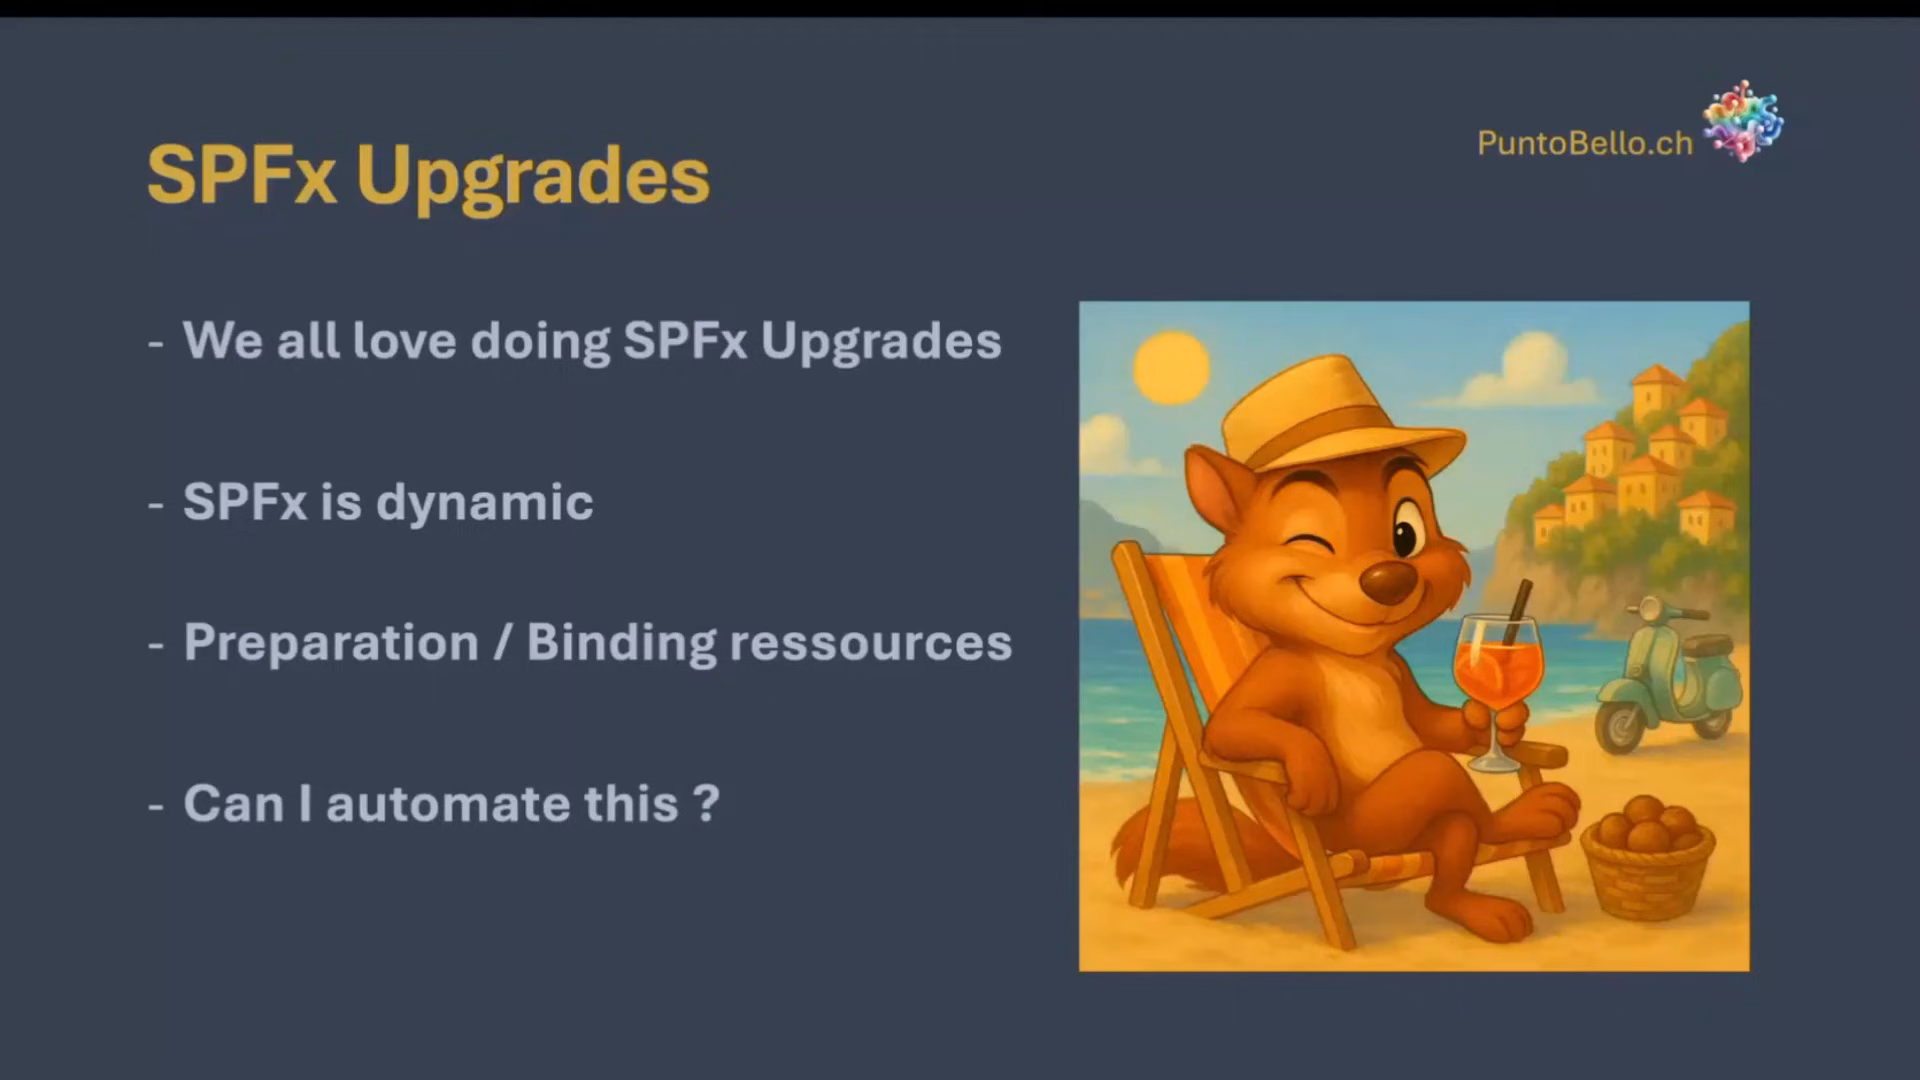 SPFx Upgrades
PuntoBello.ch
- We all love doing SPFx Upgrades
- SPFx is dynamic
- Preparation / Binding ressources
- Can I automate this ?